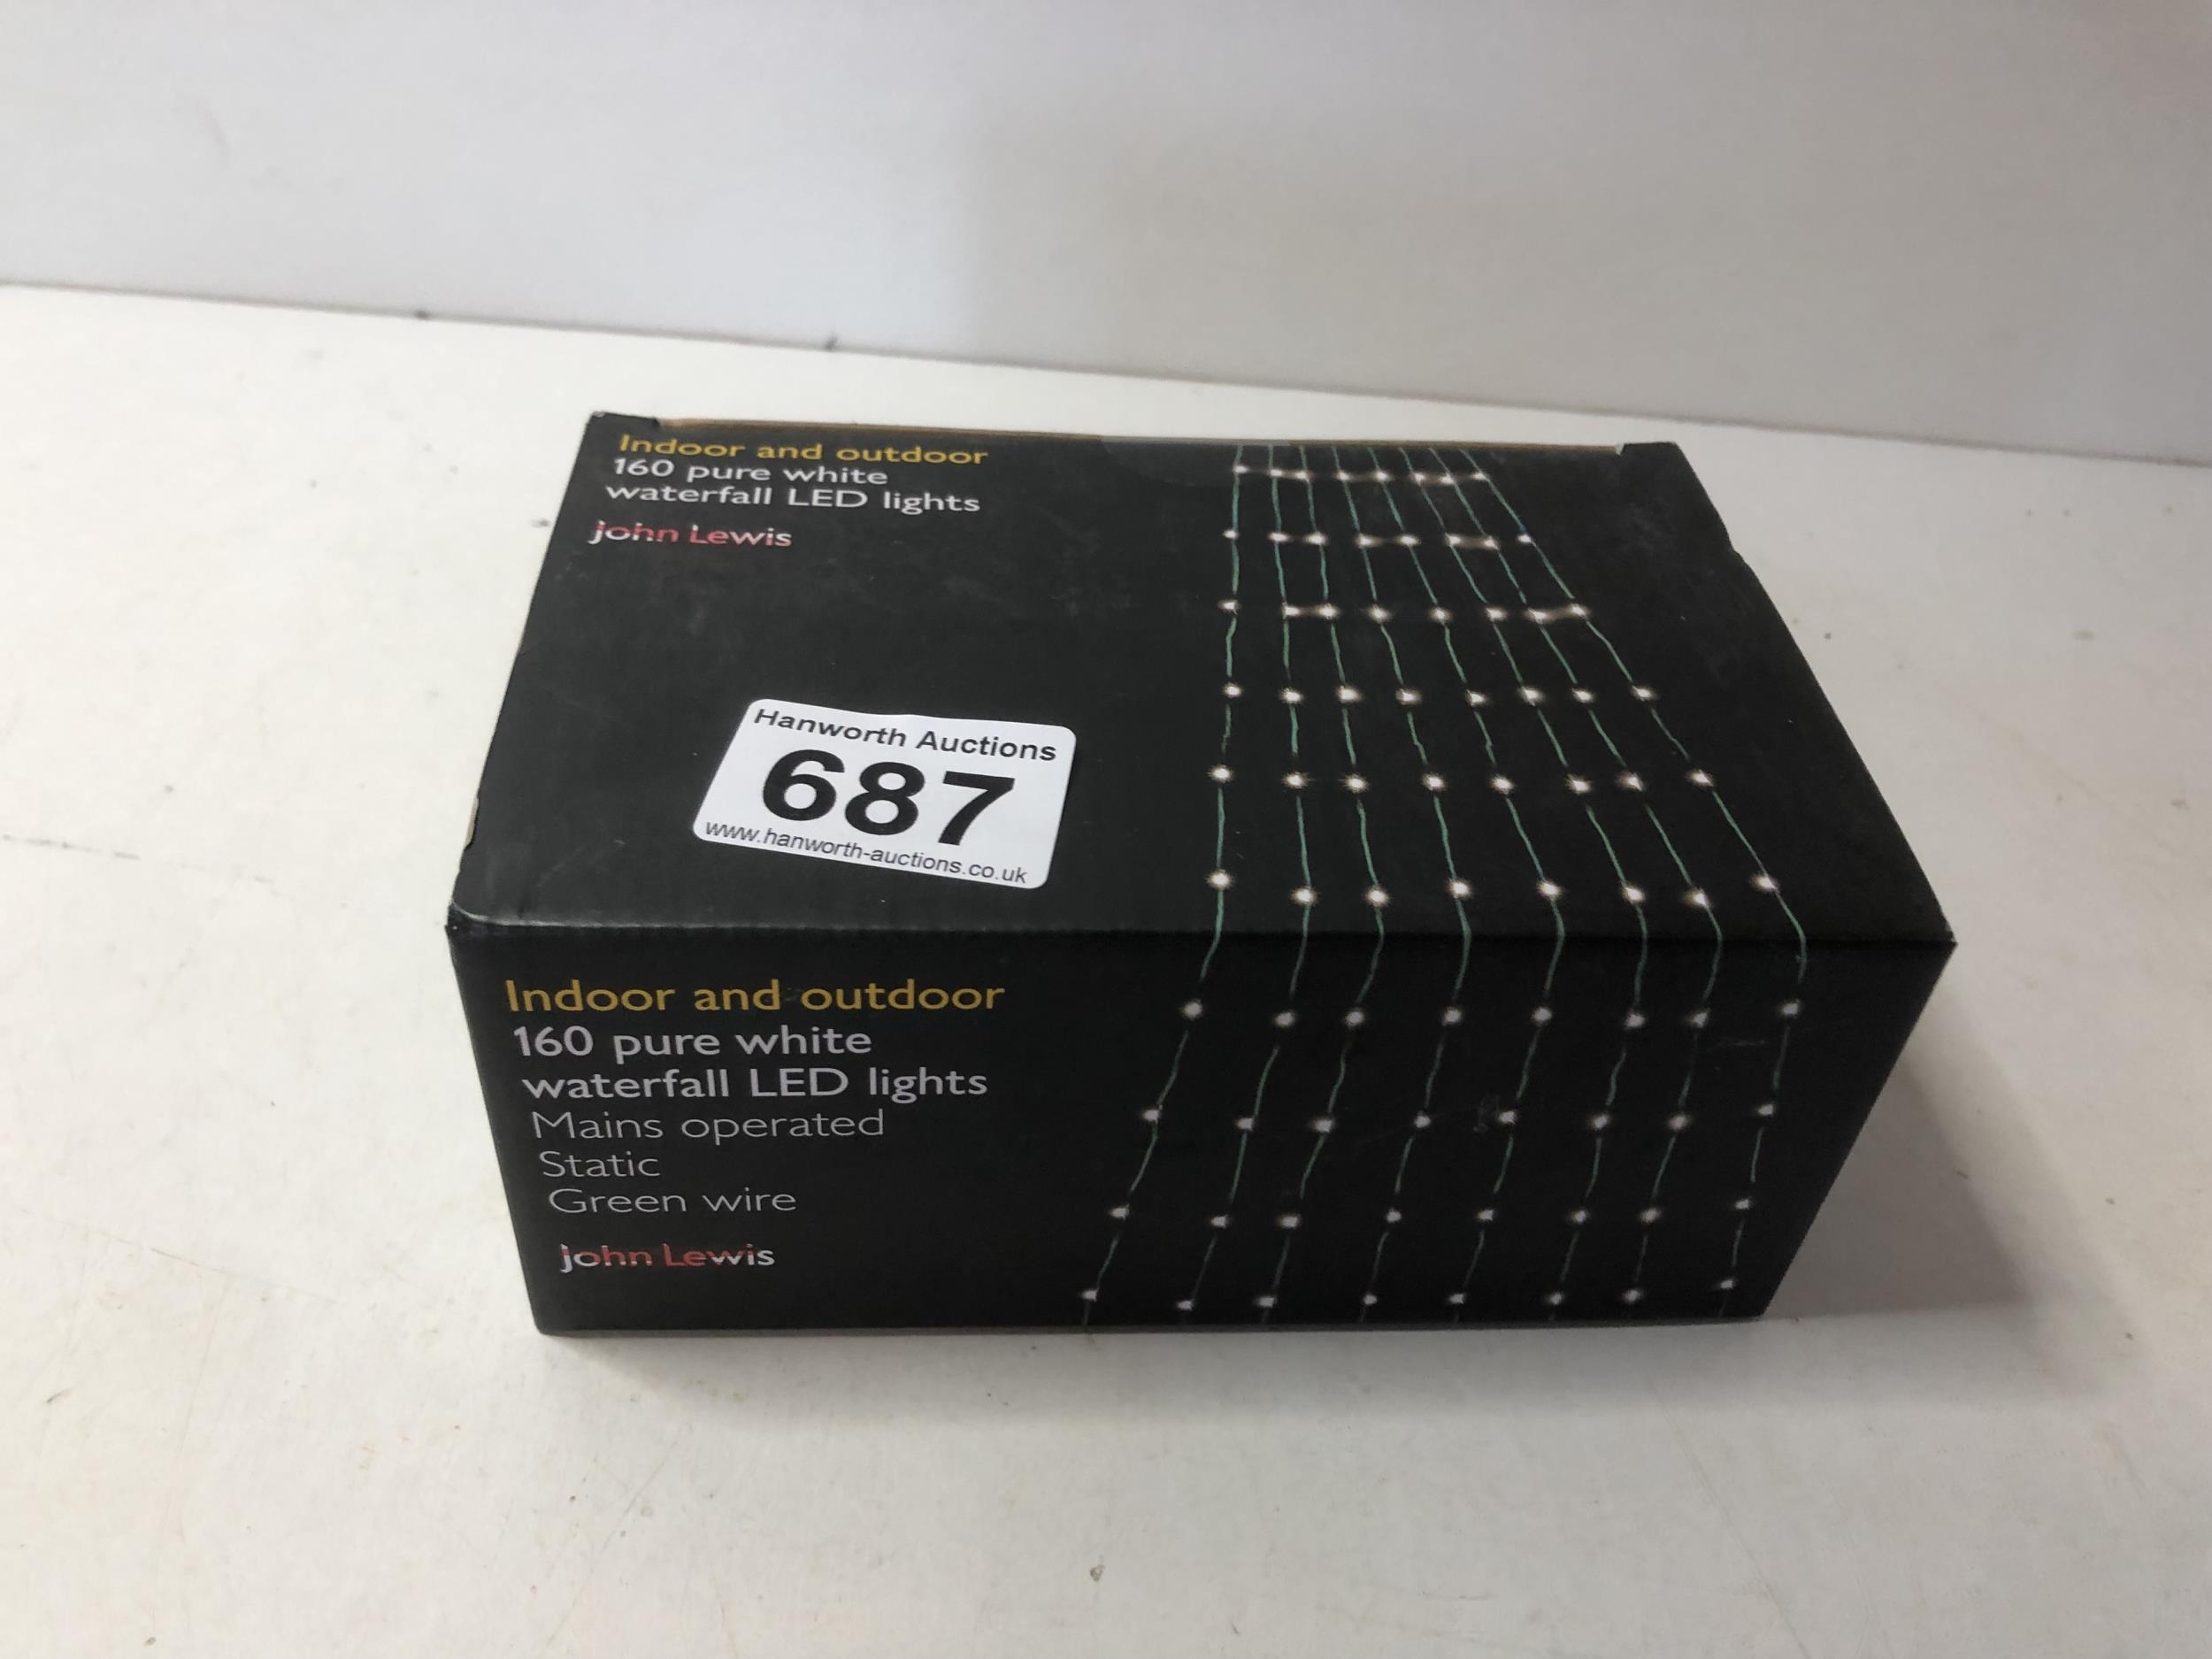 Indoor and outdoor
160 pure white
waterfall LED lights
John Lewis
Hanworth Auctions
687
www.hanworth-auctions.co.uk
Indoor and outdoor
160 pure white
waterfall LED lights
Mains operated
Static
Green wire
John Lewis